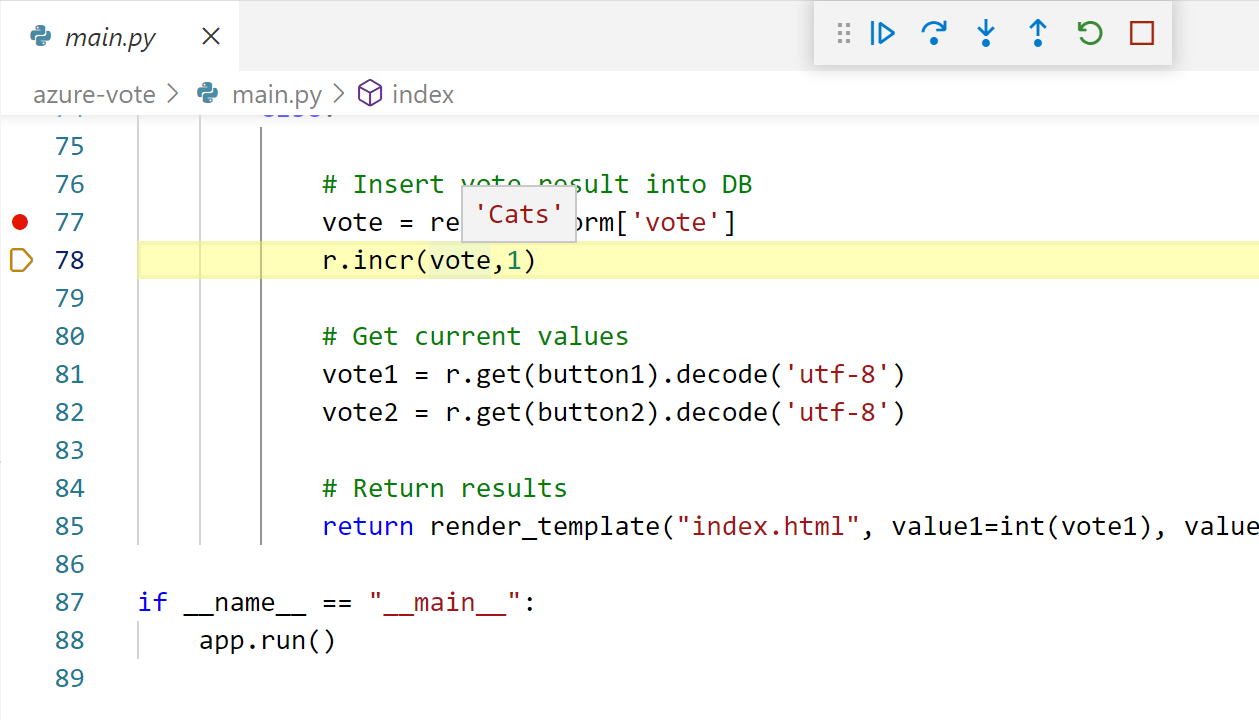 main.py
azure-vote > main.py > index
75
76 # Insert vote result into DB
'Cats'
77 vote = re orm['vote']
78 r.incr(vote,1)
79
80 # Get current values
81 vote1 = r.get(button1).decode('utf-8')
82 vote2 = r.get(button2).decode('utf-8')
83
84 # Return results
85 return render_template("index.html", value1=int(vote1), value
86
87 if __name__ == "__main__":
88 app.run()
89